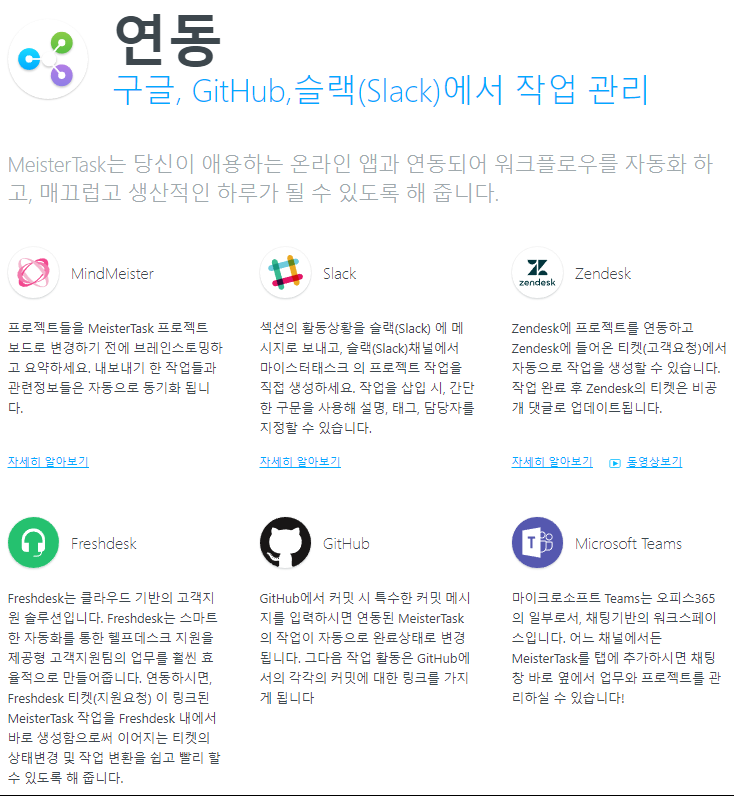 연동
구글, GitHub,슬랙(Slack)에서 작업 관리
MeisterTask는 당신이 애용하는 온라인 앱과 연동되어 워크플로우를 자동화 하
고, 매끄럽고 생산적인 하루가 될 수 있도록 해 줍니다.
MindMeister
프로젝트들을 MeisterTask 프로젝트
보드로 변경하기 전에 브레인스토밍하
고 요약하세요. 내보내기 한 작업들과
관련정보들은 자동으로 동기화 됩니
다.
자세히 알아보기
Slack
섹션의 활동상황을 슬랙(Slack) 에 메
시지로 보내고, 슬랙(Slack)채널에서
마이스터태스크 의 프로젝트 작업을
직접 생성하세요. 작업을 삽입 시, 간단
한 구문을 사용해 설명, 태그, 담당자를
지정할 수 있습니다.
자세히 알아보기
zendesk
Zendesk
Zendesk에 프로젝트를 연동하고
Zendesk에 들어온 티켓(고객요청)에서
자동으로 작업을 생성할 수 있습니다.
작업 완료 후 Zendesk의 티켓은 비공
개 댓글로 업데이트됩니다.
자세히 알아보기 동영상보기
Freshdesk
Freshdesk는 클라우드 기반의 고객지
원 솔루션입니다. Freshdesk는 스마트
한 자동화를 통한 헬프데스크 지원을
제공형 고객지원팀의 업무를 훨씬 효
율적으로 만들어줍니다. 연동하시면,
Freshdesk 티켓(지원요청) 이 링크된
MeisterTask 작업을 Freshdesk 내에서
바로 생성함으로써 이어지는 티켓의
상태변경 및 작업 변환을 쉽고 빨리 할
수 있도록 해 줍니다.
GitHub
GitHub에서 커밋 시 특수한 커밋 메시
지를 입력하시면 연동된 MeisterTask
의 작업이 자동으로 완료상태로 변경
됩니다. 그다음 작업 활동은 GitHub에
서의 각각의 커밋에 대한 링크를 가지
게 됩니다
T
Microsoft Teams
마이크로소프트 Teams는 오피스365
의 일부로서, 채팅기반의 워크스페이
스입니다. 어느 채널에서든
MeisterTask를 탭에 추가하시면 채팅
창 바로 옆에서 업무와 프로젝트를 관
리하실 수 있습니다!